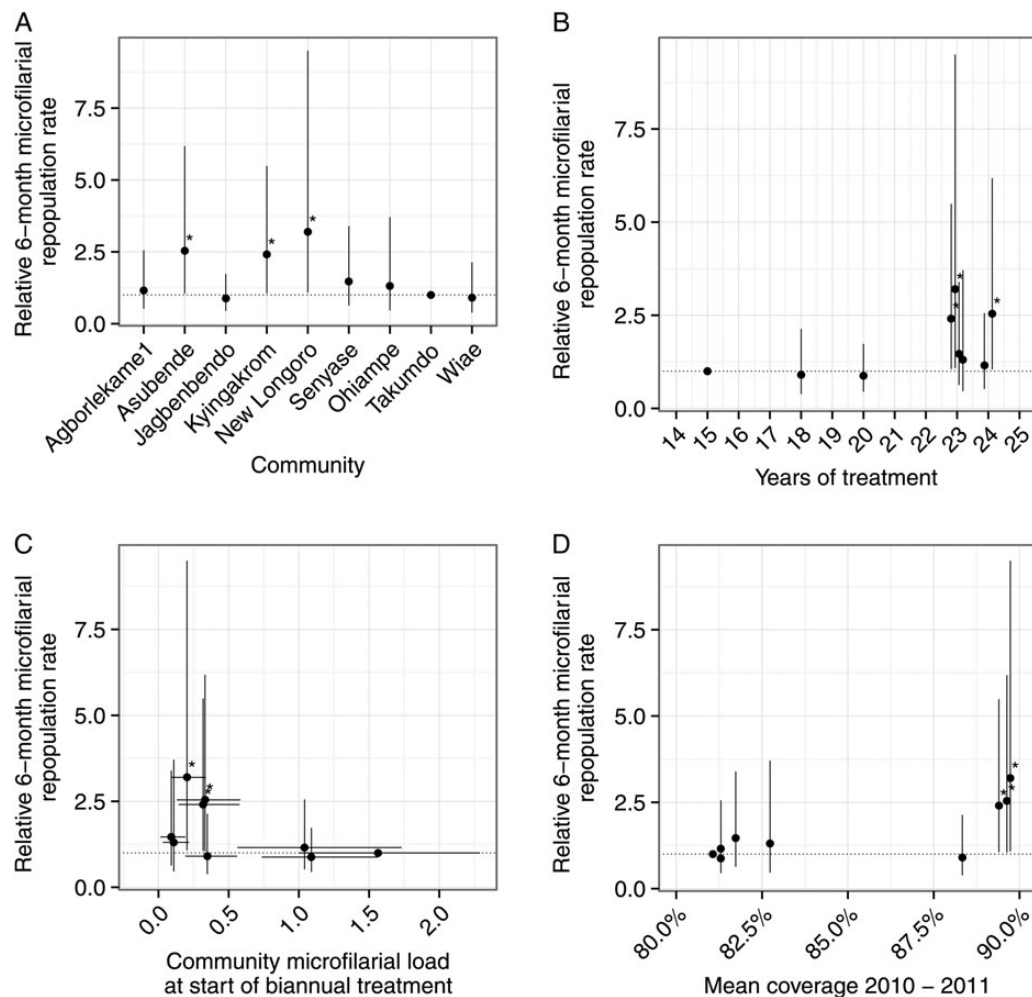 A
Relative 6−month microfilarial
repopulation rate
7.5
5.0
2.5
0.0
*
*
*
Agborlekame1
Asubende
Jagbenbendo
Kyingakrom
New Longoro
Senyase
Ohiampe
Takumdo
Wiae
Community
B
Relative 6−month microfilarial
repopulation rate
7.5
5.0
2.5
0.0
*
*
*
14
15
16
17
18
19
20
21
22
23
24
25
Years of treatment
C
Relative 6−month microfilarial
repopulation rate
7.5
5.0
2.5
0.0
*
*
*
0.0
0.5
1.0
1.5
2.0
Community microfilarial load
at start of biannual treatment
D
Relative 6−month microfilarial
repopulation rate
7.5
5.0
2.5
0.0
*
*
*
80.0%
82.5%
85.0%
87.5%
90.0%
Mean coverage 2010 − 2011